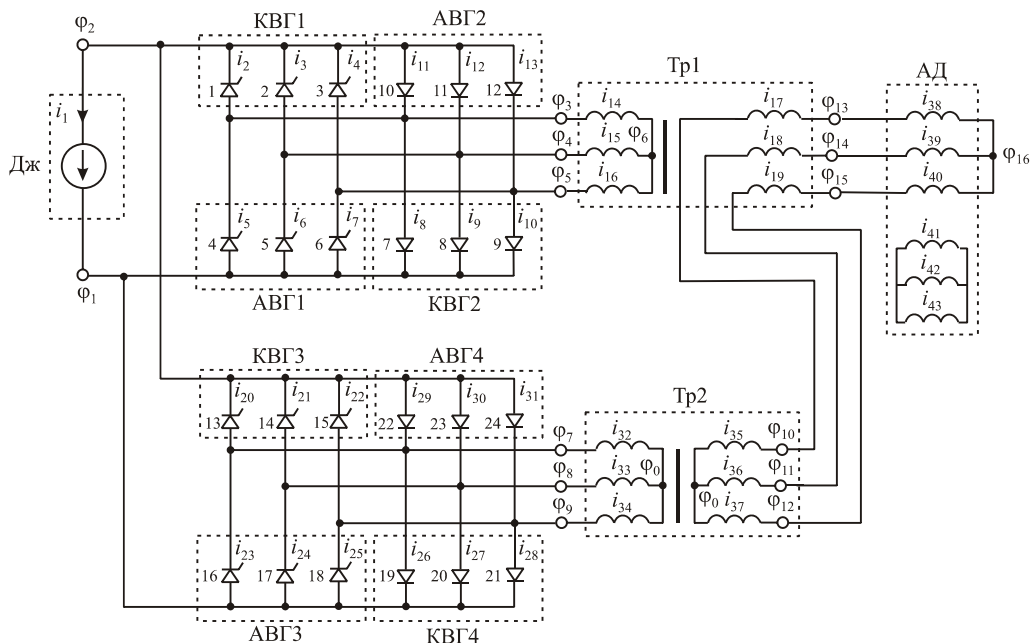 φ₂
КВГ1
АВГ2
i₂ i₃ i₄ i₁₁ i₁₂ i₁₃
1 2 3 10 11 12
Тр1
АД
i₁
Дж
φ₃ i₁₄ i₁₇ φ₁₃ i₃₈
φ₄ i₁₅ φ₆ i₁₈ φ₁₄ i₃₉ φ₁₆
φ₅ i₁₆ i₁₉ φ₁₅ i₄₀
i₅ i₆ i₇ i₈ i₉ i₁₀
4 5 6 7 8 9
i₄₁
i₄₂
i₄₃
φ₁
АВГ1
КВГ2
КВГ3
АВГ4
i₂₀ i₂₁ i₂₂ i₂₉ i₃₀ i₃₁
13 14 15 22 23 24
Тр2
φ₇ i₃₂ i₃₅ φ₁₀
φ₈ i₃₃ φ₀ i₃₆ φ₁₁
φ₉ i₃₄ φ₀ i₃₇ φ₁₂
i₂₃ i₂₄ i₂₅ i₂₆ i₂₇ i₂₈
16 17 18 19 20 21
АВГ3
КВГ4